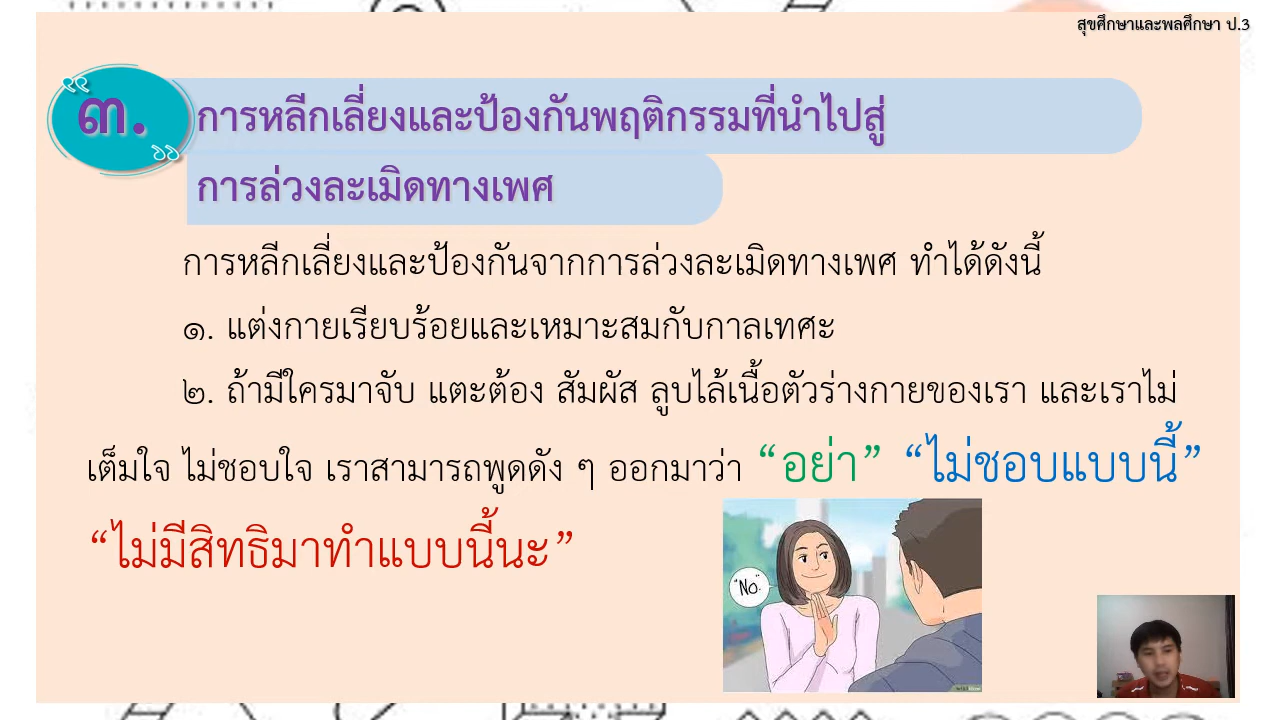 สุขศึกษาและพลศึกษา ป.3
๓.
การหลีกเลี่ยงและป้องกันพฤติกรรมที่นำไปสู่
การล่วงละเมิดทางเพศ
การหลีกเลี่ยงและป้องกันจากการล่วงละเมิดทางเพศ ทำได้ดังนี้
๑. แต่งกายเรียบร้อยและเหมาะสมกับกาลเทศะ
๒. ถ้ามีใครมาจับ แตะต้อง สัมผัส ลูบไล้เนื้อตัวร่างกายของเรา และเราไม่
เต็มใจ ไม่ชอบใจ เราสามารถพูดดัง ๆ ออกมาว่า “อย่า” “ไม่ชอบแบบนี้”
“ไม่มีสิทธิมาทำแบบนี้นะ”
"No."